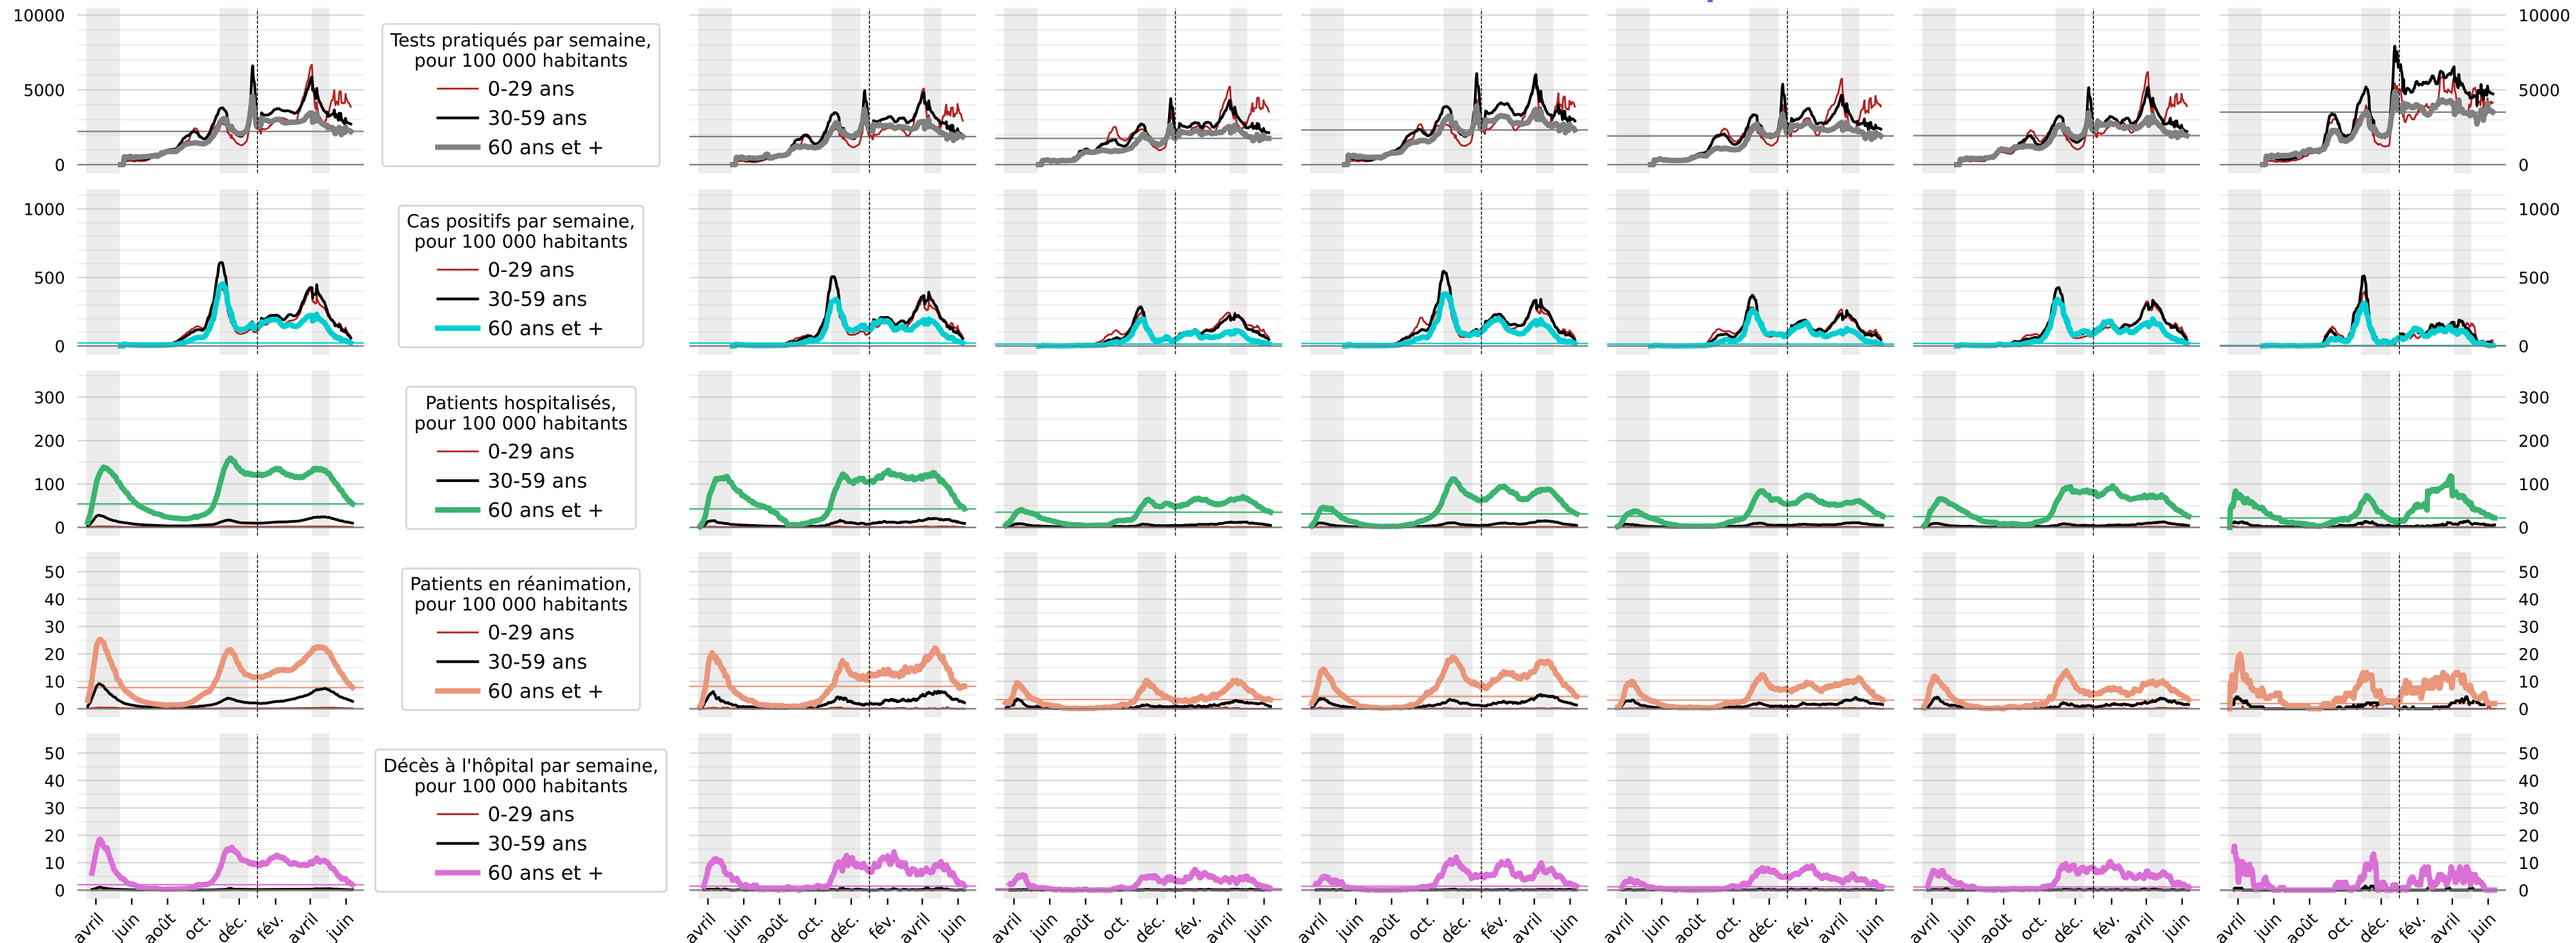 10000
5000
0
Tests pratiqués par semaine,
pour 100 000 habitants
0-29 ans
30-59 ans
60 ans et +
10000
5000
0
1000
500
0
Cas positifs par semaine,
pour 100 000 habitants
0-29 ans
30-59 ans
60 ans et +
1000
500
0
300
200
100
0
Patients hospitalisés,
pour 100 000 habitants
0-29 ans
30-59 ans
60 ans et +
300
200
100
0
50
40
30
20
10
0
Patients en réanimation,
pour 100 000 habitants
0-29 ans
30-59 ans
60 ans et +
50
40
30
20
10
0
50
40
30
20
10
0
Décès à l'hôpital par semaine,
pour 100 000 habitants
0-29 ans
30-59 ans
60 ans et +
50
40
30
20
10
0
avril juin août oct. déc. fév. avril juin
avril juin août oct. déc. fév. avril juin
avril juin août oct. déc. fév. avril juin
avril juin août oct. déc. fév. avril juin
avril juin août oct. déc. fév. avril juin
avril juin août oct. déc. fév. avril juin
avril juin août oct. déc. fév. avril juin